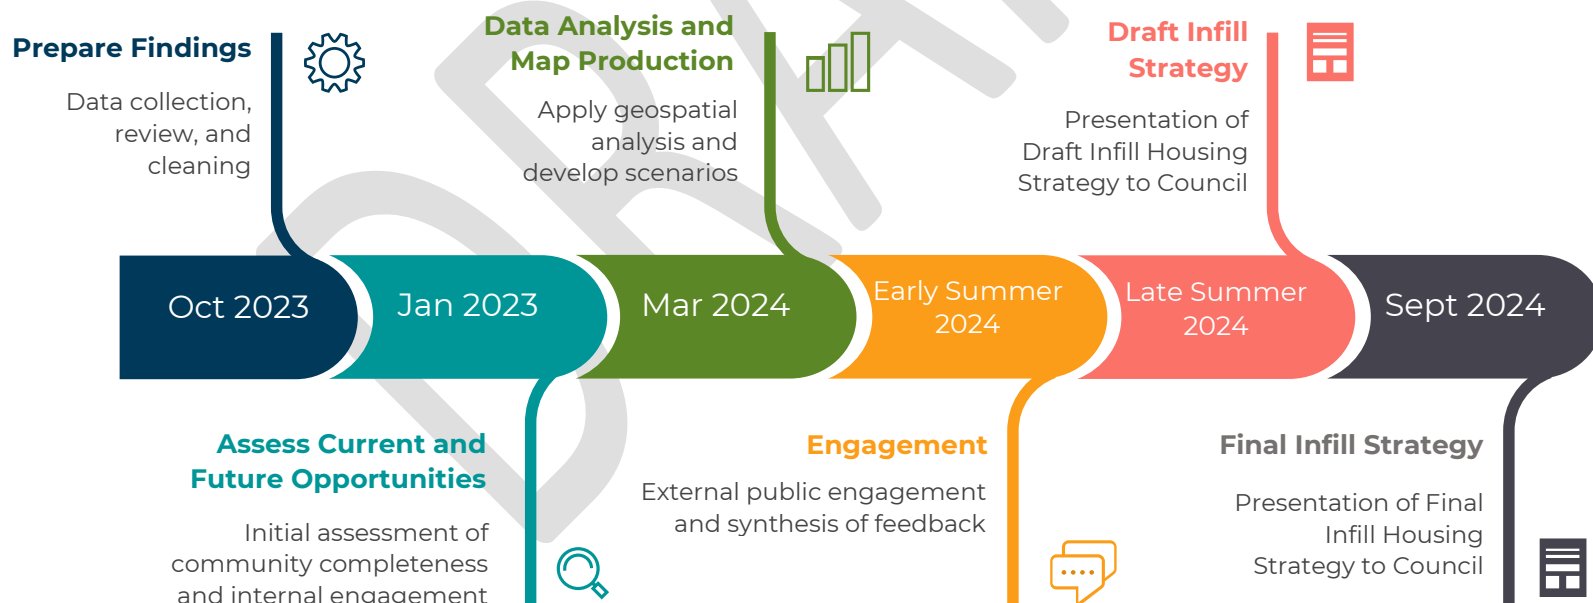 Prepare Findings
Data collection,
review, and
cleaning
Data Analysis and
Map Production
Apply geospatial
analysis and
develop scenarios
Draft Infill
Strategy
Presentation of
Draft Infill Housing
Strategy to Council
Oct 2023
Jan 2023
Mar 2024
Early Summer
2024
Late Summer
2024
Sept 2024
Assess Current and
Future Opportunities
Initial assessment of
community completeness
and internal engagement
Engagement
External public engagement
and synthesis of feedback
Final Infill Strategy
Presentation of Final
Infill Housing
Strategy to Council